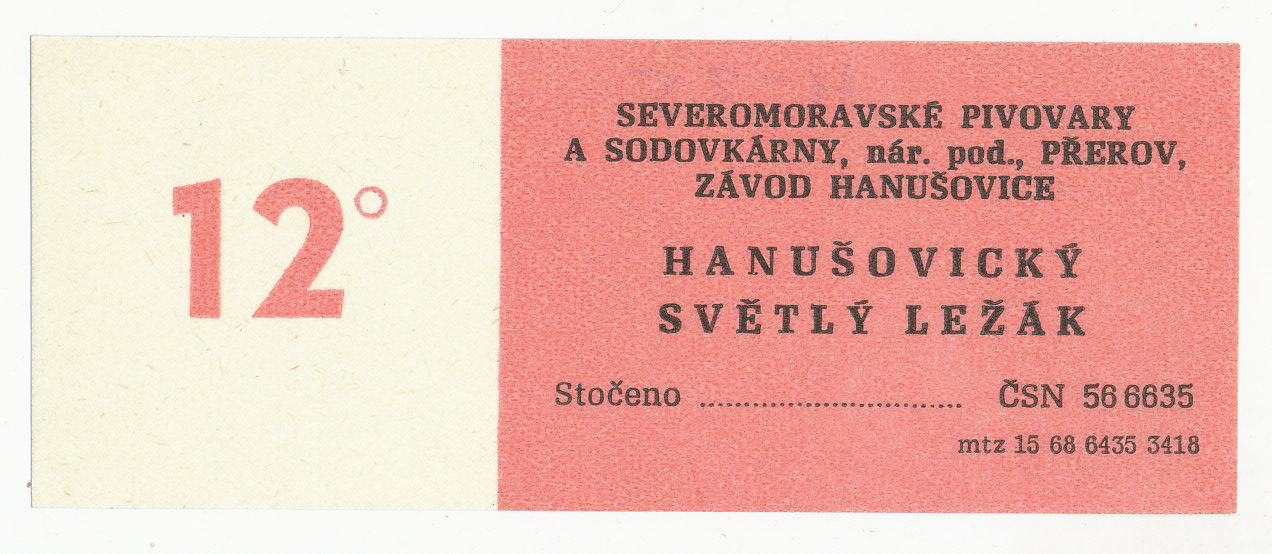 12°
SEVEROMORAVSKÉ PIVOVARY
A SODOVKÁRNY, nár. pod., PŘEROV,
ZÁVOD HANUŠOVICE
HANUŠOVICKÝ
SVĚTLÝ LEŽÁK
Stočeno .............................. ČSN 56 6635
mtz 15 68 6435 3418